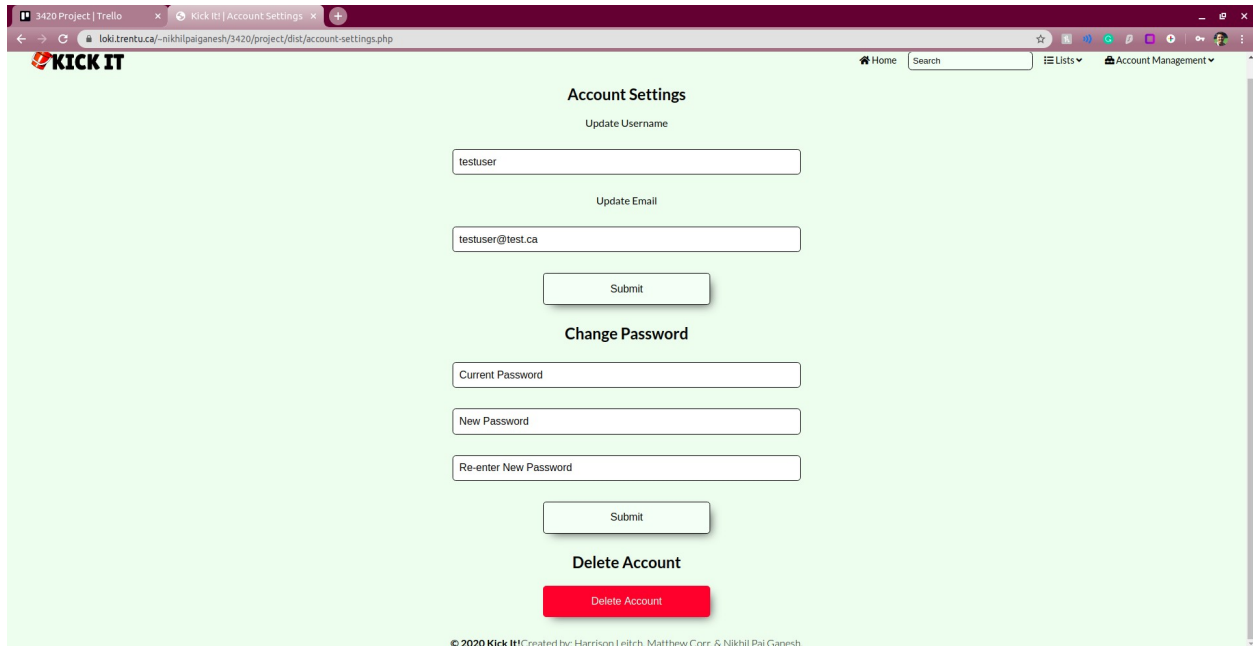 3420 Project | Trello
Kick It! | Account Settings
loki.trentu.ca/~nikhilpaiganesh/3420/project/dist/account-settings.php
KICK IT
Home
Search
Lists
Account Management
Account Settings
Update Username
testuser
Update Email
testuser@test.ca
Submit
Change Password
Current Password
New Password
Re-enter New Password
Submit
Delete Account
Delete Account
© 2020 Kick It!Created by: Harrison Leitch, Matthew Corr, & Nikhil Pai Ganesh